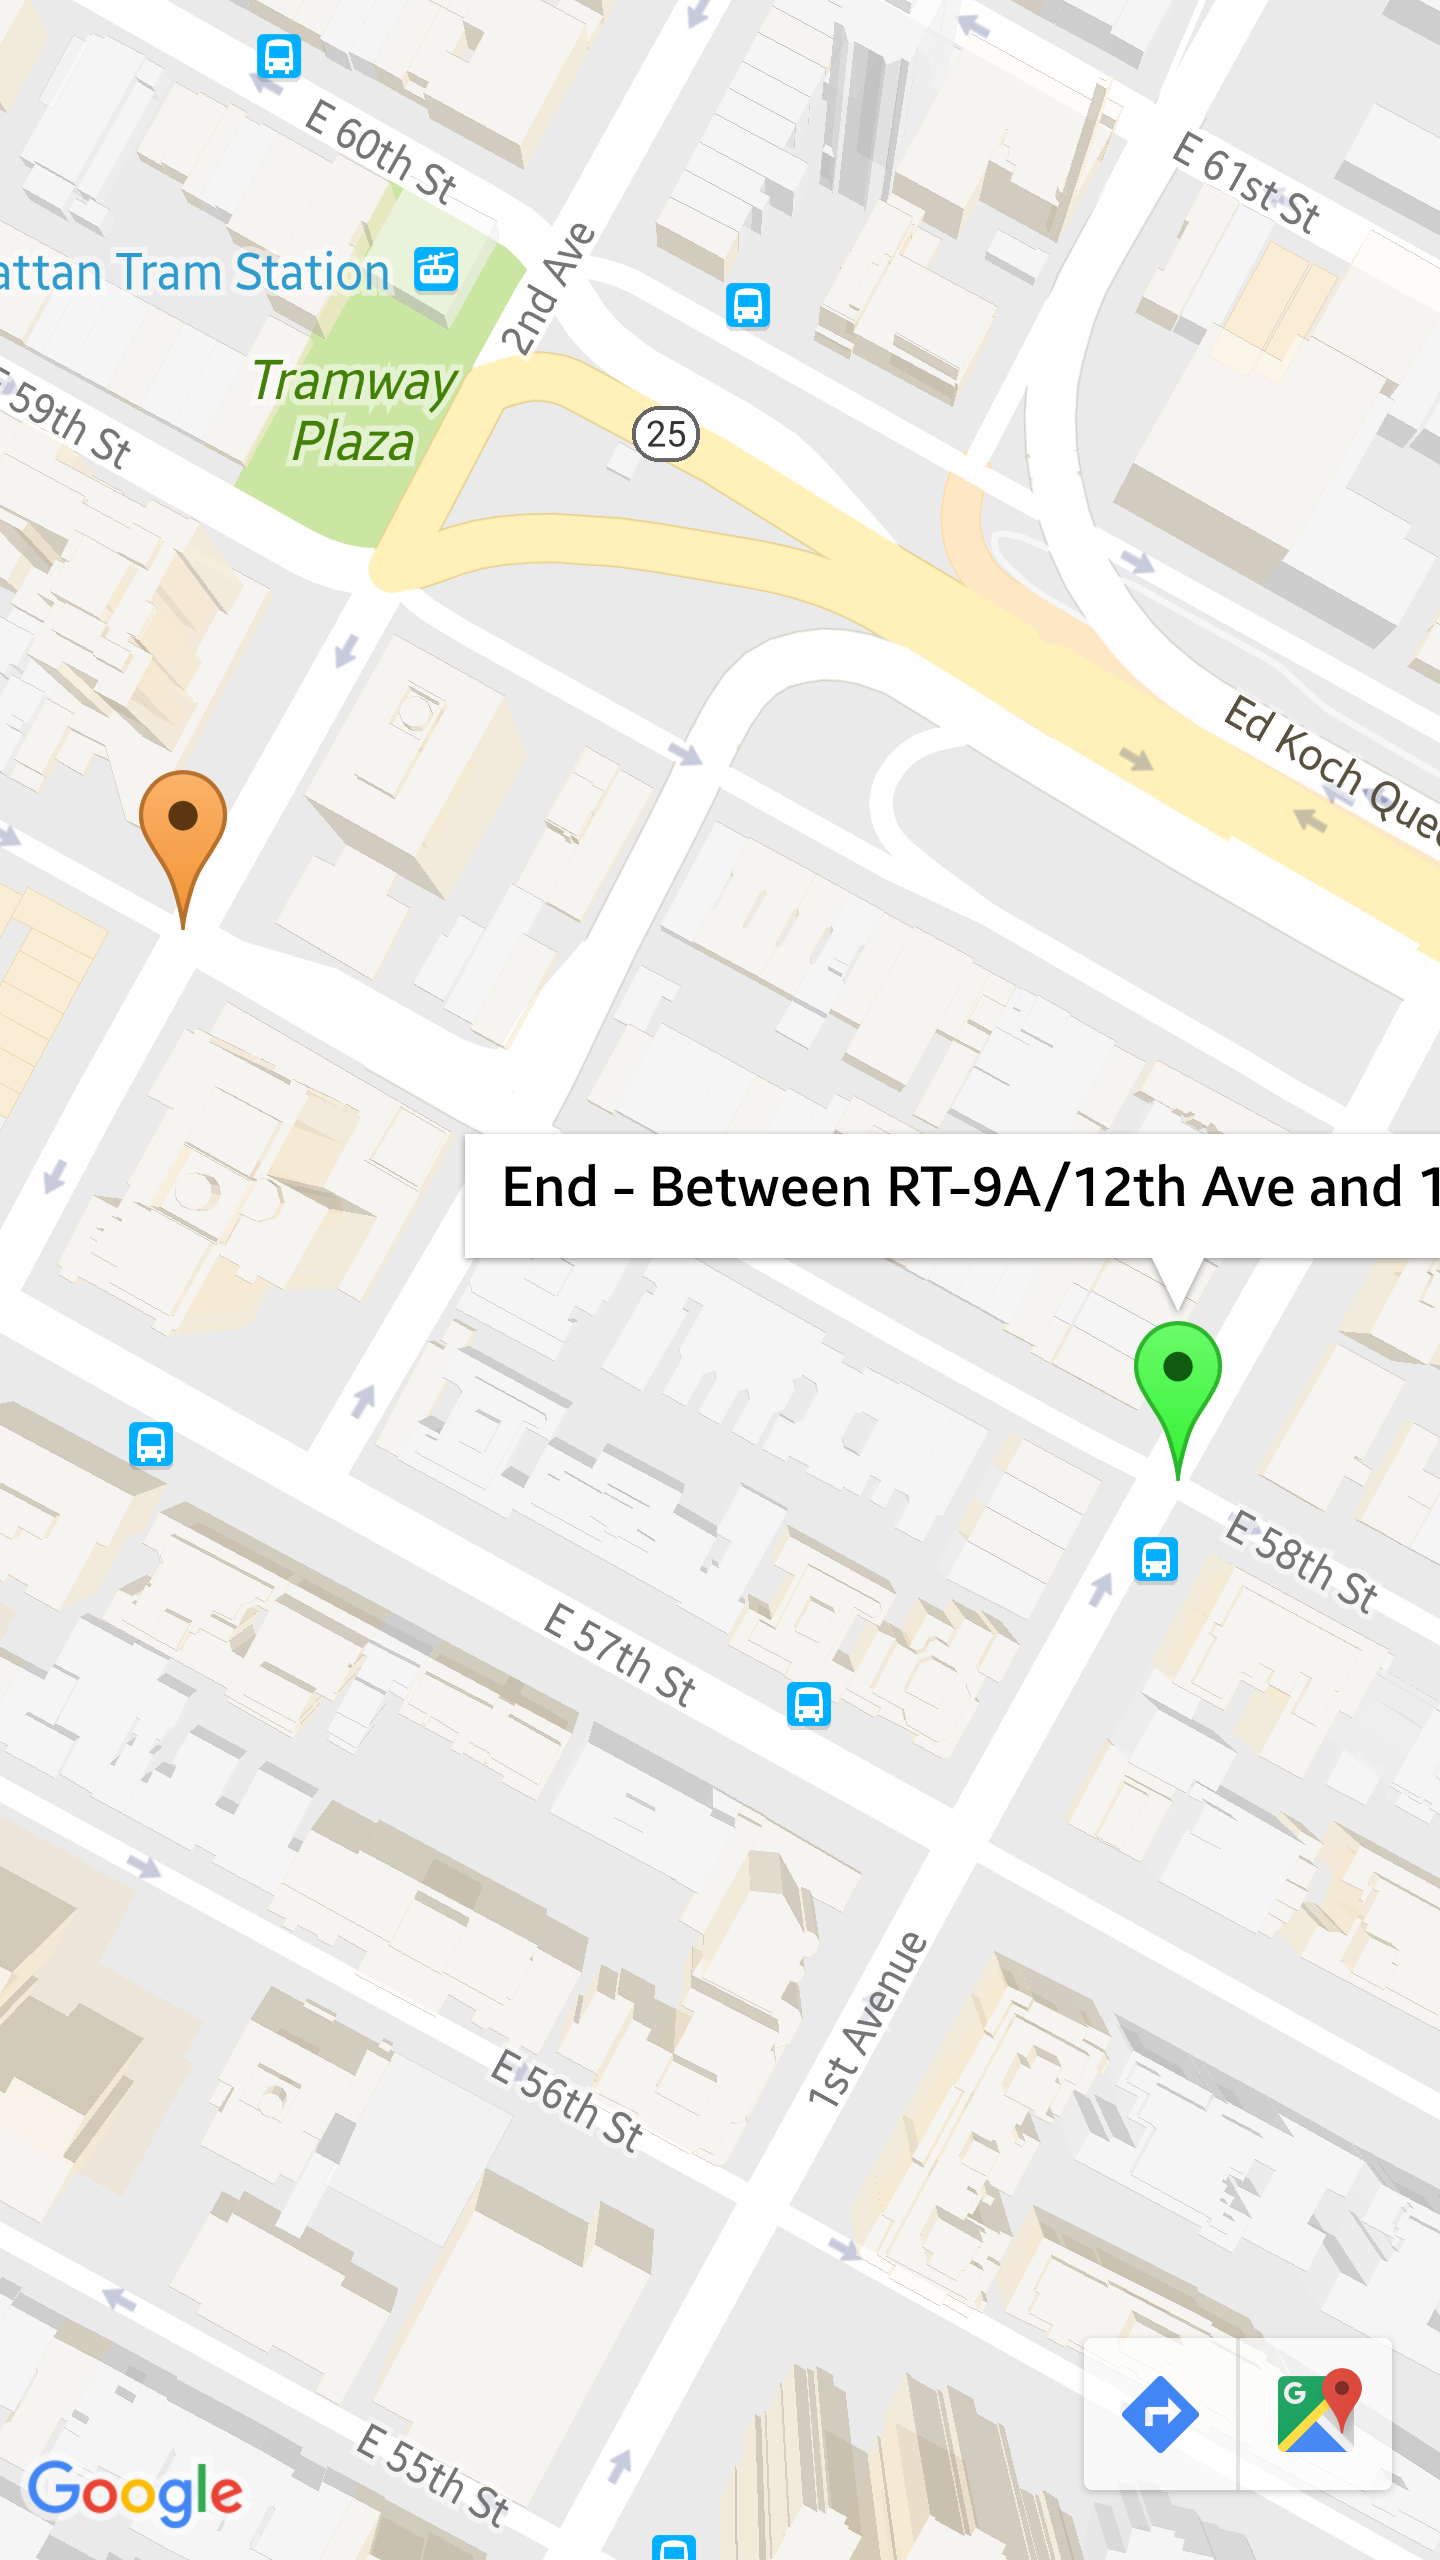 E 60th St
E 61st St
attan Tram Station
2nd Ave
Tramway
Plaza
E 59th St
25
Ed Koch Quee
End - Between RT-9A/12th Ave and 1
E 58th St
E 57th St
1st Avenue
E 56th St
E 55th St
G
Google